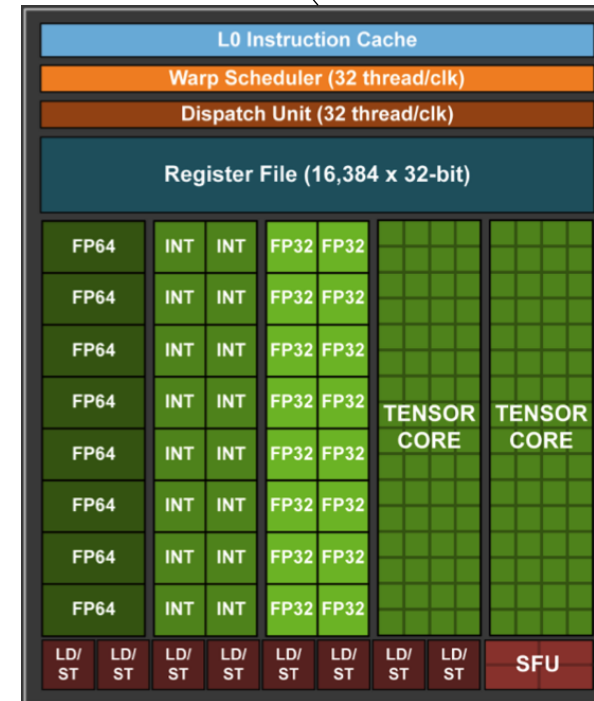 L0 Instruction Cache
Warp Scheduler (32 thread/clk)
Dispatch Unit (32 thread/clk)
Register File (16,384 x 32-bit)
FP64 INT INT FP32 FP32
FP64 INT INT FP32 FP32
FP64 INT INT FP32 FP32
FP64 INT INT FP32 FP32
TENSOR TENSOR
CORE CORE
FP64 INT INT FP32 FP32
FP64 INT INT FP32 FP32
FP64 INT INT FP32 FP32
FP64 INT INT FP32 FP32
LD/ LD/ LD/ LD/ LD/ LD/ LD/ LD/
ST ST ST ST ST ST ST ST
SFU